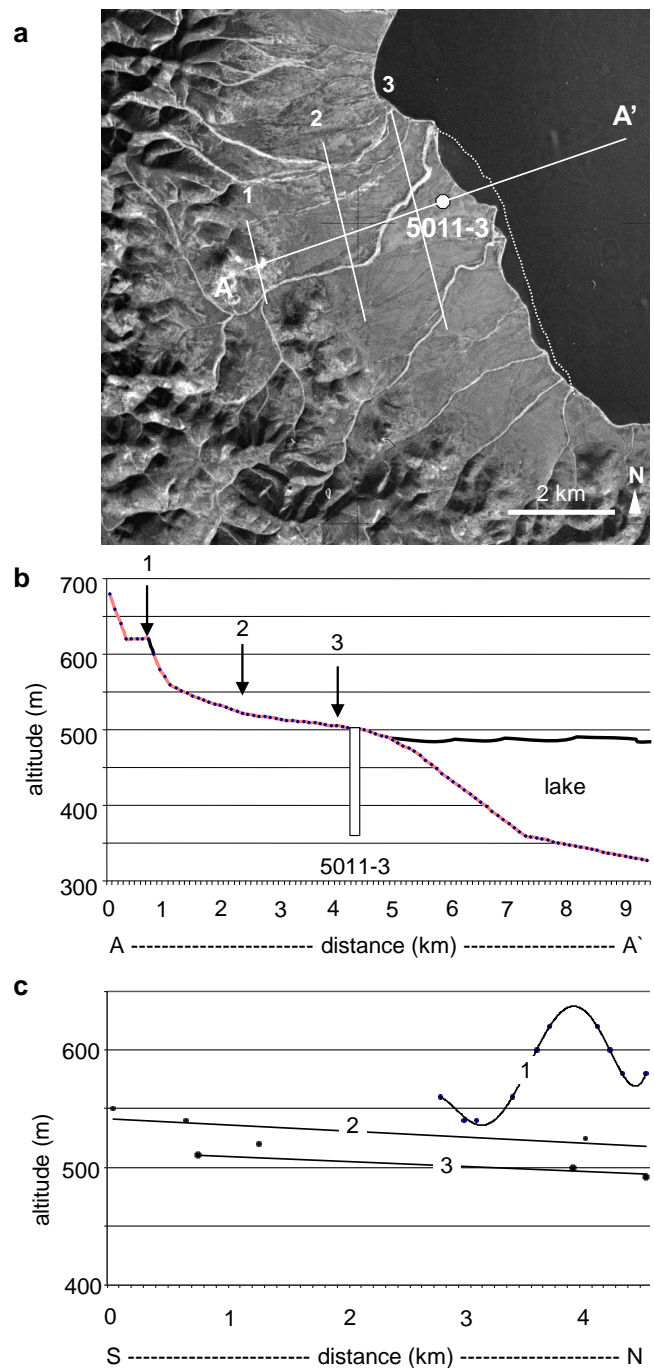 a
3
A'
2
1
5011-3
A
N
2 km
b
1
700
2
3
600
altitude (m)
500
lake
400
5011-3
300
0 1 2 3 4 5 6 7 8 9
A ---------------- distance (km) ---------------- A`
c
600
1
2
altitude (m)
3
500
400
0 1 2 3 4
S ---------------- distance (km) ---------------- N